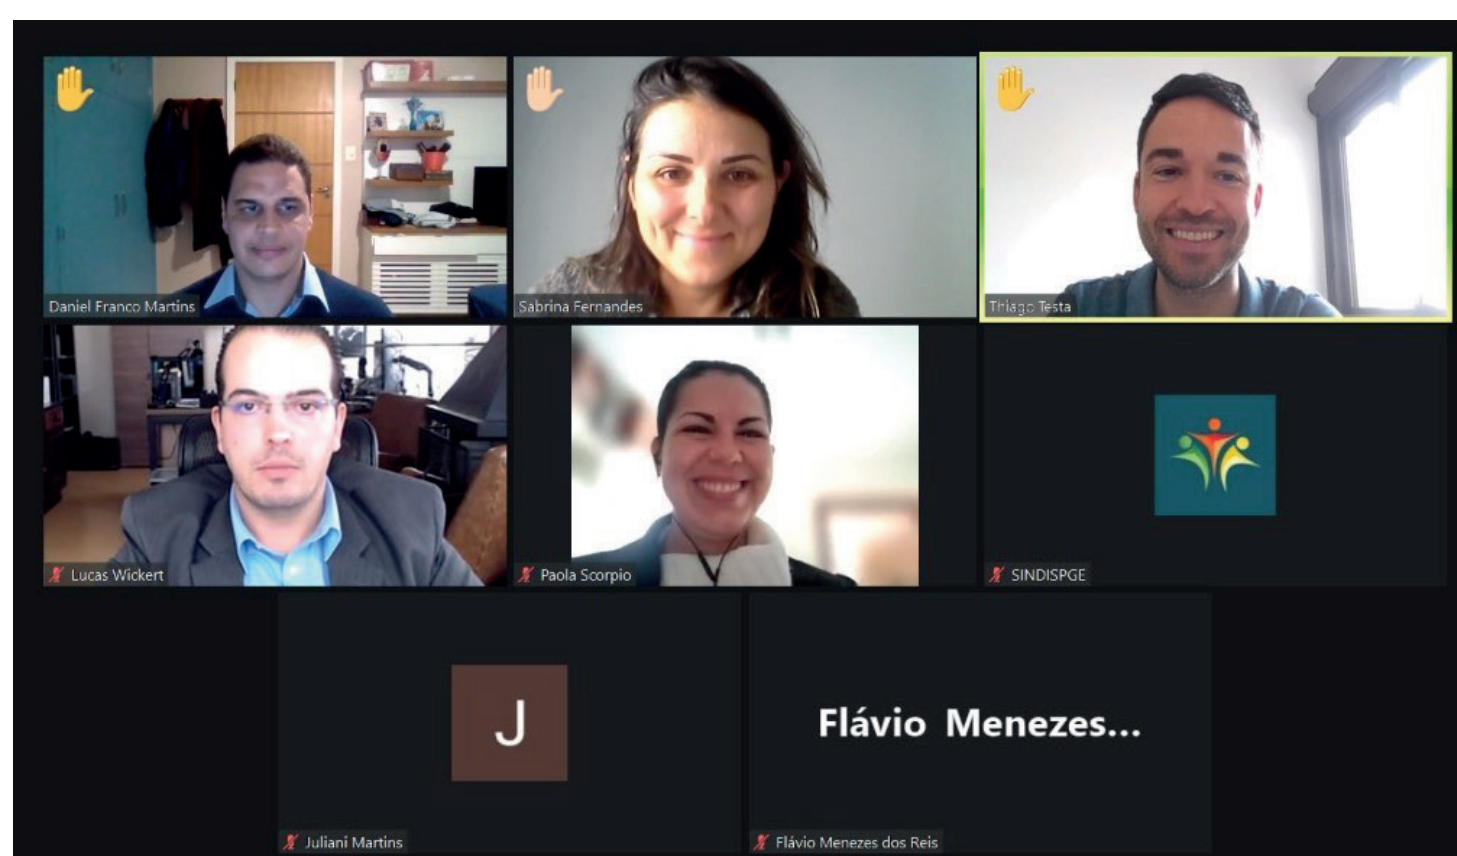 Daniel Franco Martins
Sabrina Fernandes
Thiago Testa
Lucas Wickert
Paola Scorpio
SINDISPGE
J
Flávio Menezes...
Juliani Martins
Flávio Menezes dos Reis